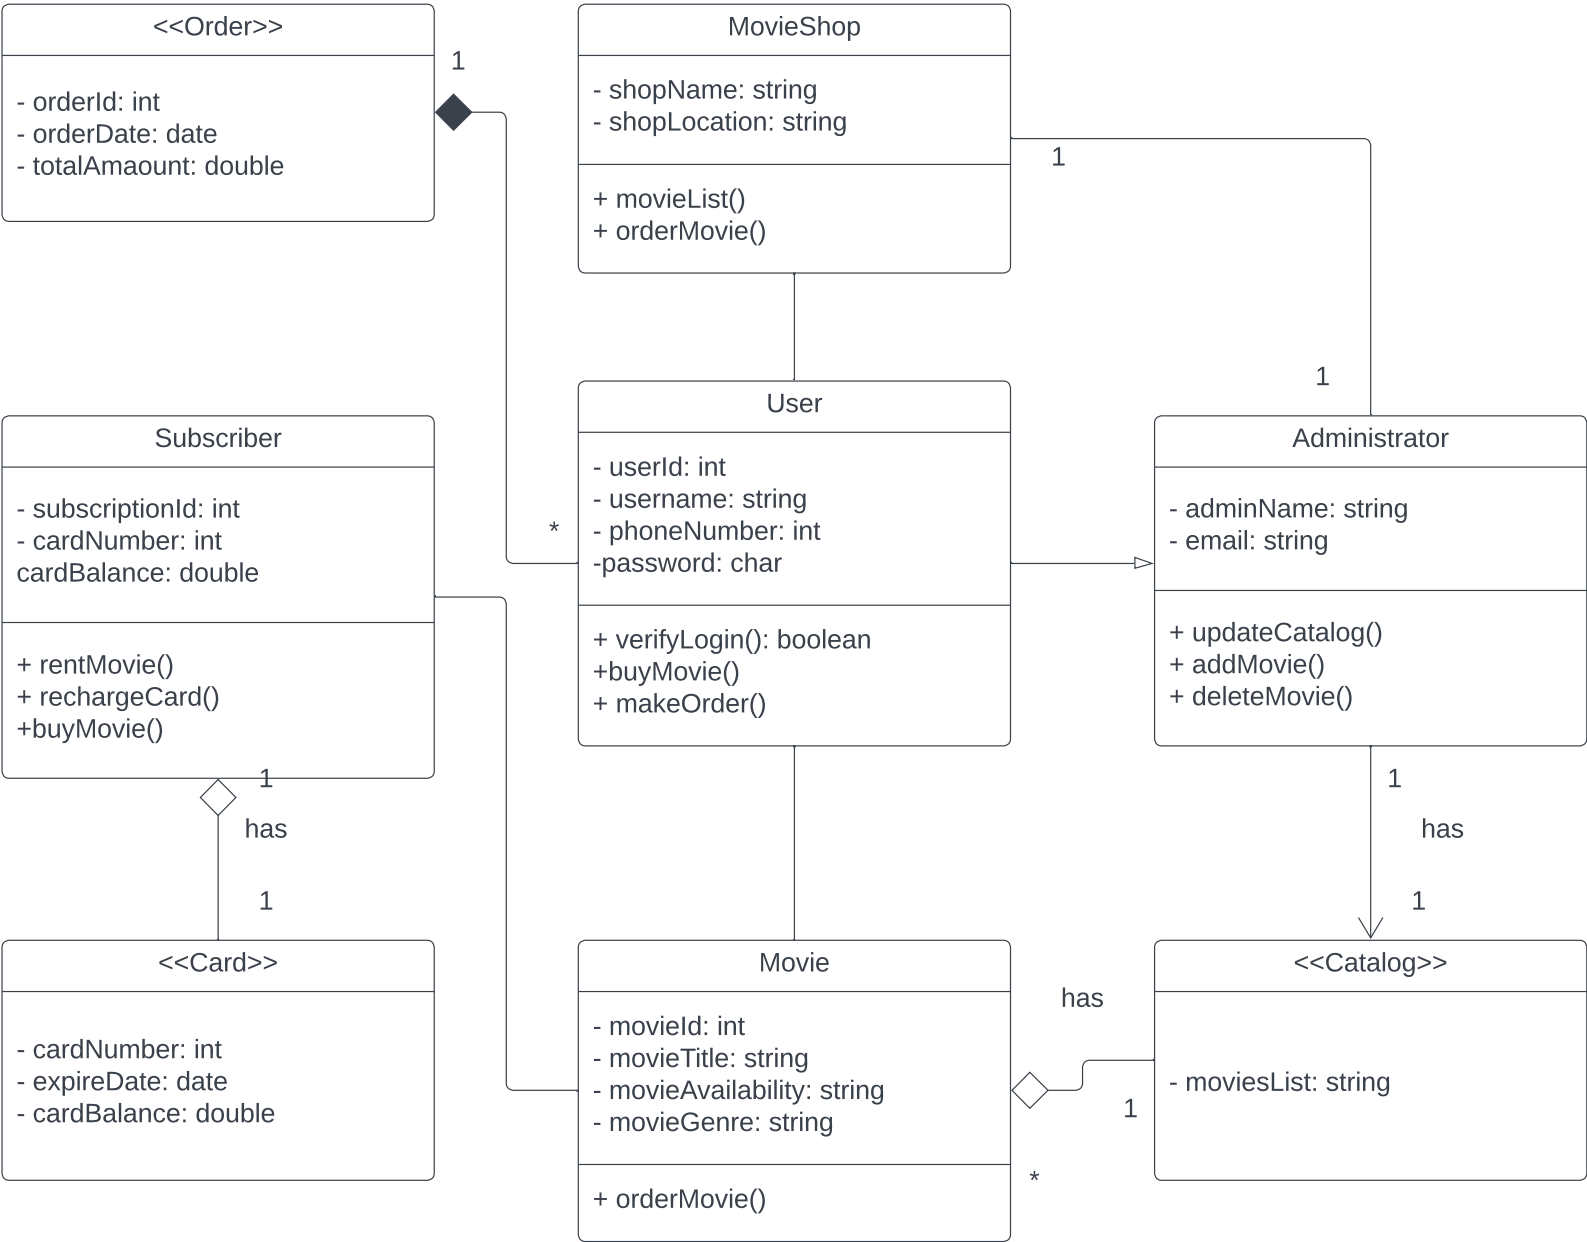 <<Order>>
- orderId: int
- orderDate: date
- totalAmaount: double
1
MovieShop
- shopName: string
- shopLocation: string
+ movieList()
+ orderMovie()
1
1
Subscriber
- subscriptionId: int
- cardNumber: int
cardBalance: double
+ rentMovie()
+ rechargeCard()
+buyMovie()
*
User
- userId: int
- username: string
- phoneNumber: int
-password: char
+ verifyLogin(): boolean
+buyMovie()
+ makeOrder()
Administrator
- adminName: string
- email: string
+ updateCatalog()
+ addMovie()
+ deleteMovie()
1
has
1
1
has
1
<<Card>>
- cardNumber: int
- expireDate: date
- cardBalance: double
Movie
- movieId: int
- movieTitle: string
- movieAvailability: string
- movieGenre: string
+ orderMovie()
has
1
*
<<Catalog>>
- moviesList: string